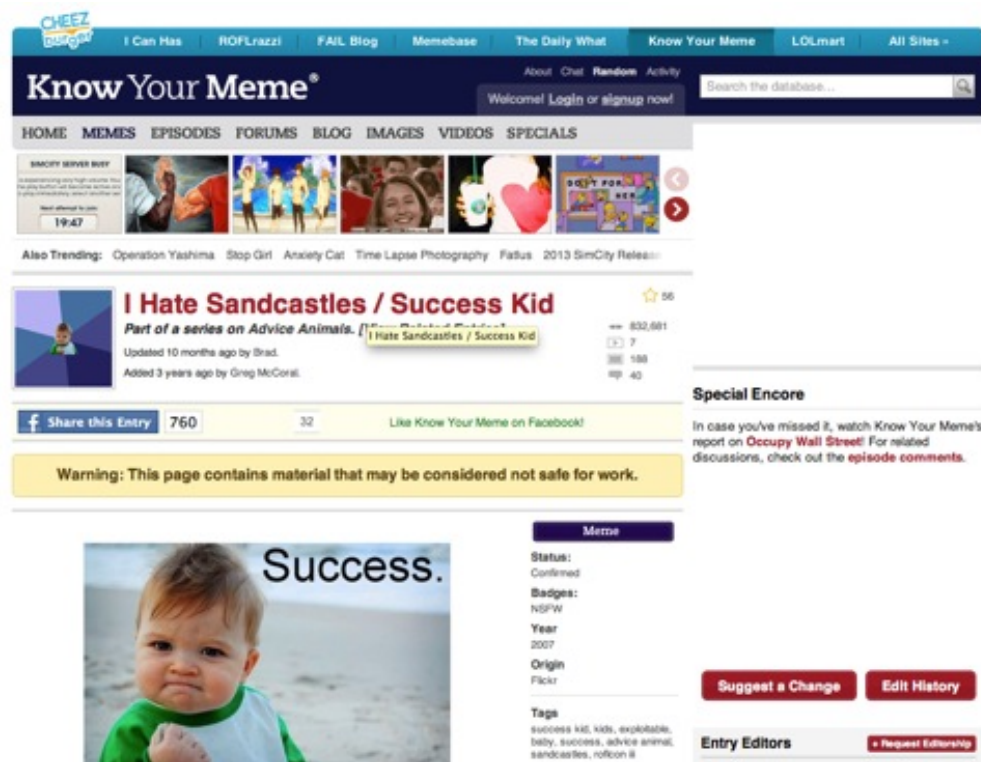 CHEEZ
burger
I Can Has
ROFLrazzi
FAIL Blog
Memebase
The Daily What
Know Your Meme
LOLmart
All Sites
Know Your Meme®
About Chat Random Activity
Welcome! Login or signup now!
Search the database...
HOME MEMES EPISODES FORUMS BLOG IMAGES VIDEOS SPECIALS
SIMCITY SERVER BUSY
19:47
DO IT FOR
HER
Also Trending: Operation Yashima Stop Girl Anxiety Cat Time Lapse Photography Fatlus 2013 SimCity Release
I Hate Sandcastles / Success Kid
56
Part of a series on Advice Animals.
I Hate Sandcastles / Success Kid
832,681
7
188
40
Updated 10 months ago by Brad.
Added 3 years ago by Greg McCoral.
f Share this Entry 760
32
Like Know Your Meme on Facebook!
Warning: This page contains material that may be considered not safe for work.
Success.
Meme
Status:
Confirmed
Badges:
NSFW
Year
2007
Origin
Flickr
Tags
success kid, kids, exploitable,
baby, success, advice animal,
sandcastles, roflcon iii
Special Encore
In case you've missed it, watch Know Your Meme's
report on Occupy Wall Street! For related
discussions, check out the episode comments.
Suggest a Change
Edit History
Entry Editors
+ Request Editorship